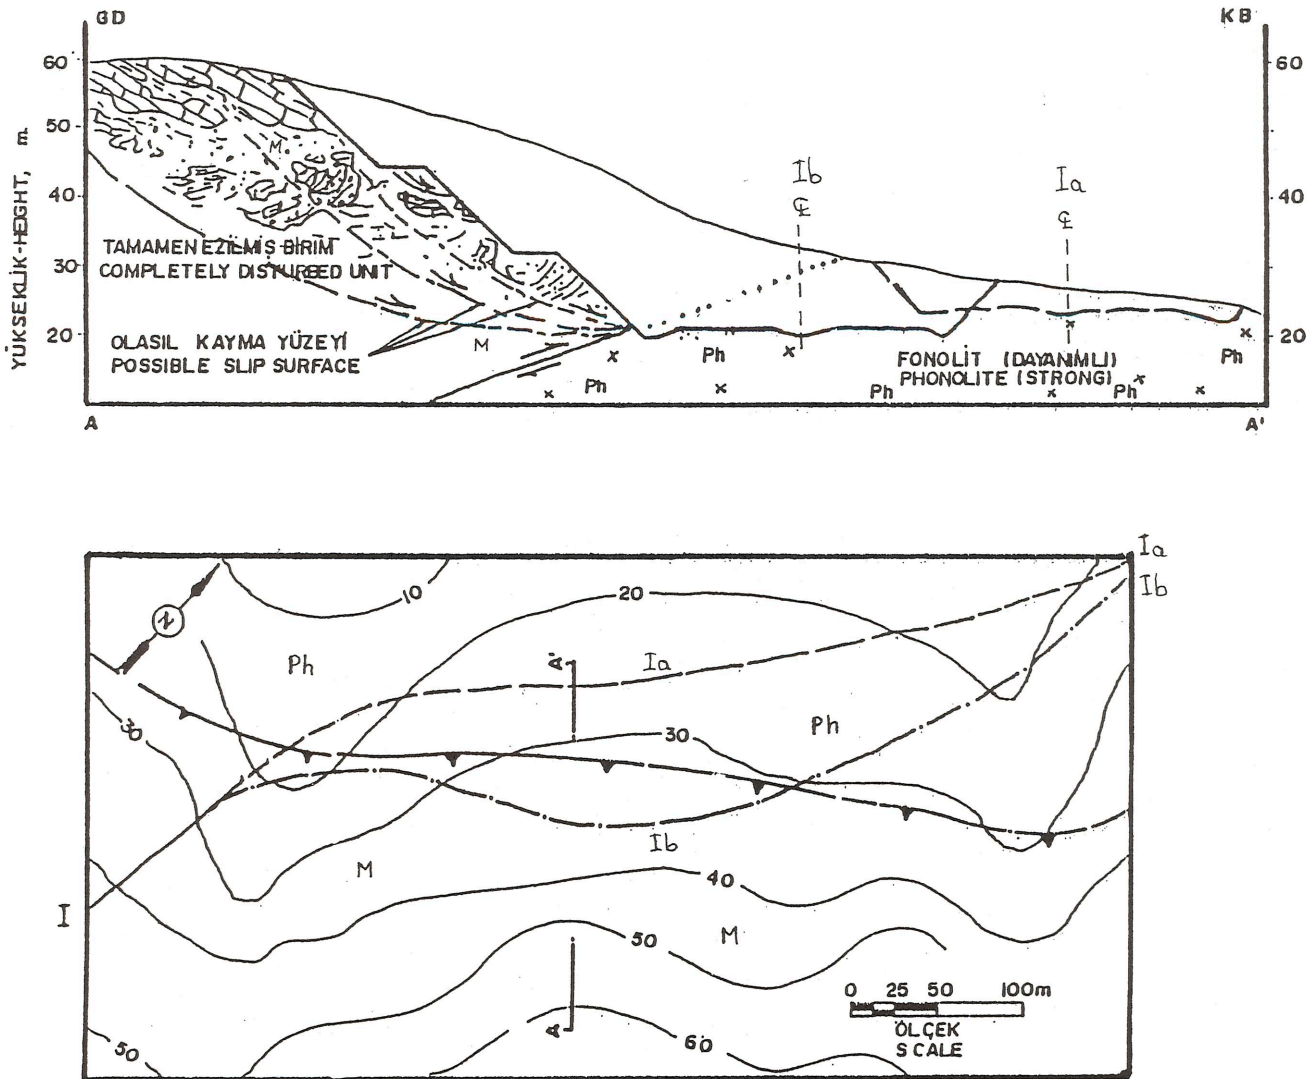 GD
KB
60
50
40
30
20
60
40
20
YÜKSEKLİK-HEIGHT, m.
Ib
℄
Ia
℄
M
TAMAMEN EZİLMİŞ BİRİM
COMPLETELY DISTURBED UNIT
OLASIL KAYMA YÜZEYİ
POSSIBLE SLIP SURFACE
M
Ph
Ph
FONOLİT (DAYANIMLI)
PHONOLITE (STRONG)
Ph
Ph
Ph
A
A'
Ia
Ib
N
10
20
Ph
A'
Ia
Ph
30
30
Ib
M
40
I
50
M
A
60
50
0 25 50 100m
ÖLÇEK
SCALE